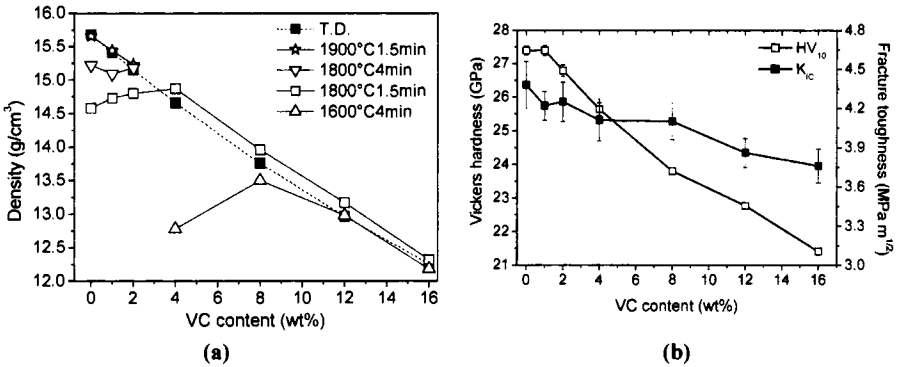 (a)
T.D.
1900°C1.5min
1800°C4min
1800°C1.5min
1600°C4min
Density (g/cm³)
16.0
15.5
15.0
14.5
14.0
13.5
13.0
12.5
12.0
0 2 4 6 8 10 12 14 16
VC content (wt%)
(a)
b)
HV₁₀
K_IC
Vickers hardness (GPa)
28
27
26
25
24
23
22
21
Fracture toughness (MPa m^1/2)
4.8
4.5
4.2
3.9
3.6
3.3
3.0
0 2 4 6 8 10 12 14 16
VC content (wt%)
(b)